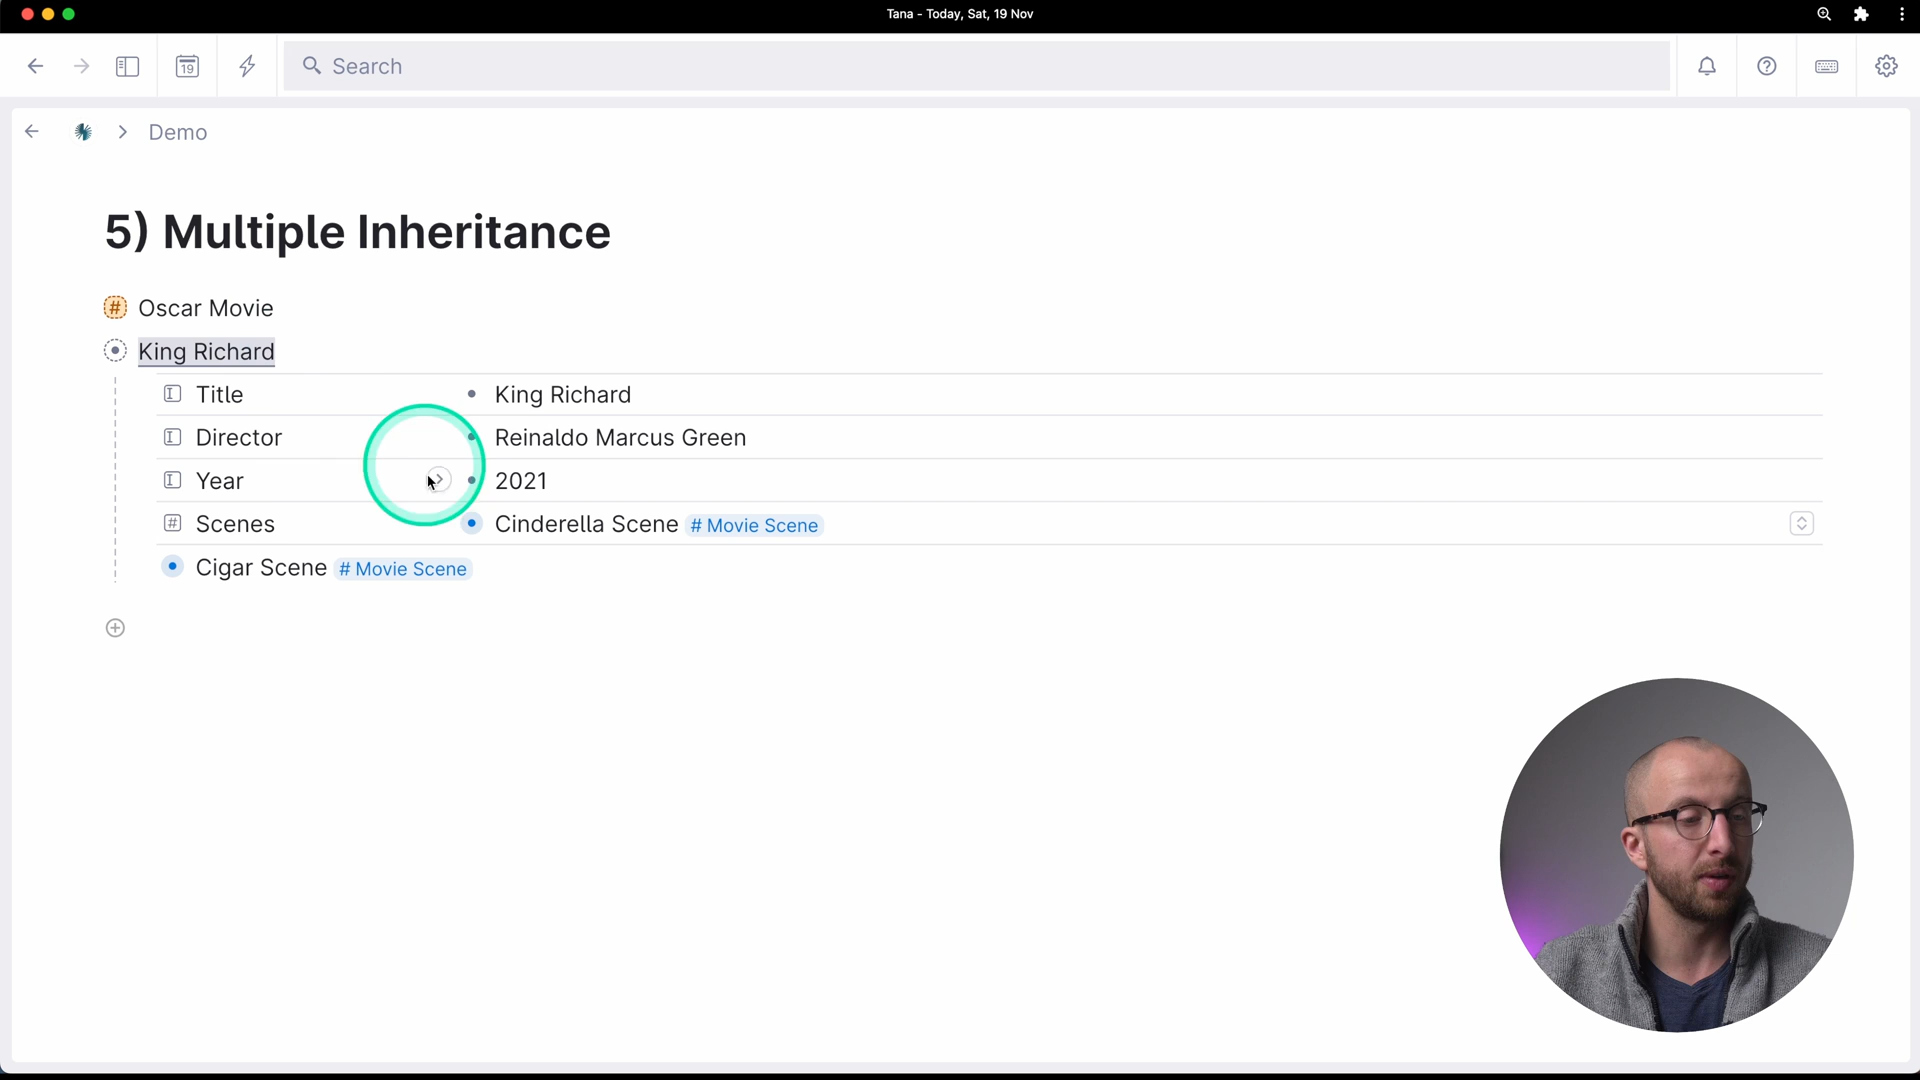 Tana - Today, Sat, 19 Nov
19
Search
Demo
5) Multiple Inheritance
# Oscar Movie
King Richard
Title King Richard
Director Reinaldo Marcus Green
Year 2021
# Scenes Cinderella Scene # Movie Scene
Cigar Scene # Movie Scene